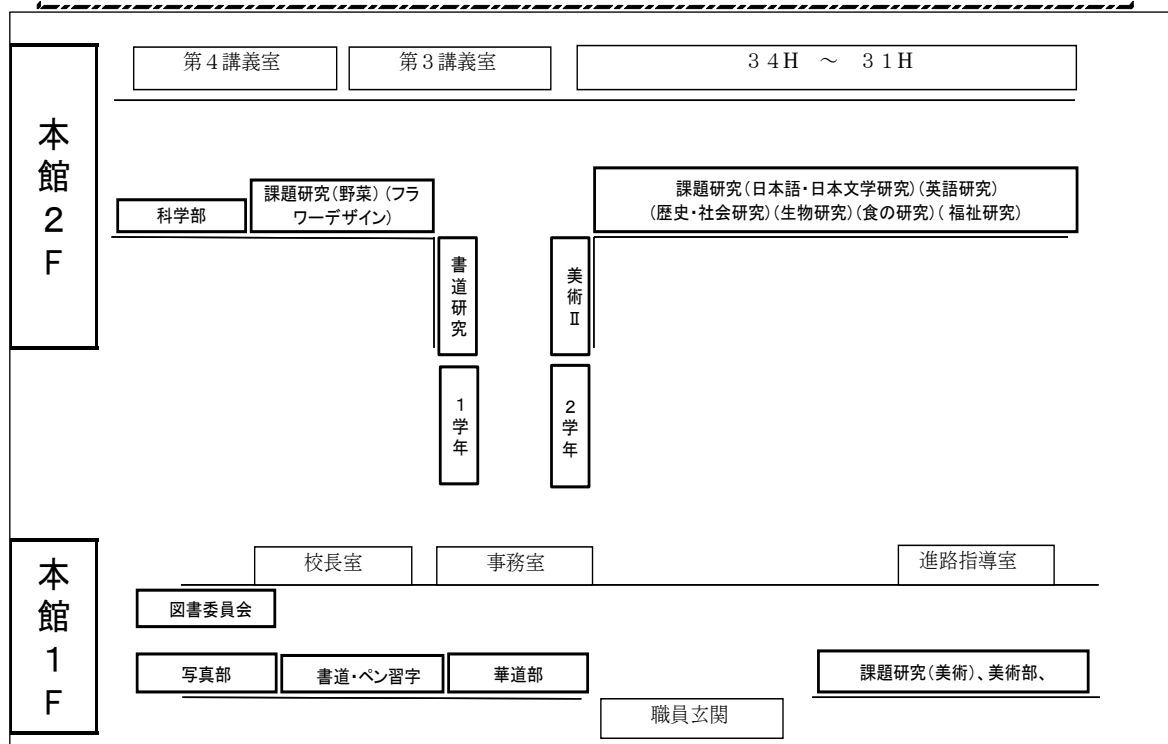 本館2F
第4講義室
第3講義室
34H ～ 31H
科学部
課題研究(野菜)(フラ
ワーデザイン)
課題研究(日本語・日本文学研究)(英語研究)
(歴史・社会研究)(生物研究)(食の研究)( 福祉研究)
書道研究
美術Ⅱ
1学年
2学年
本館1F
校長室
事務室
進路指導室
図書委員会
写真部
書道・ペン習字
華道部
課題研究(美術)、美術部、
職員玄関